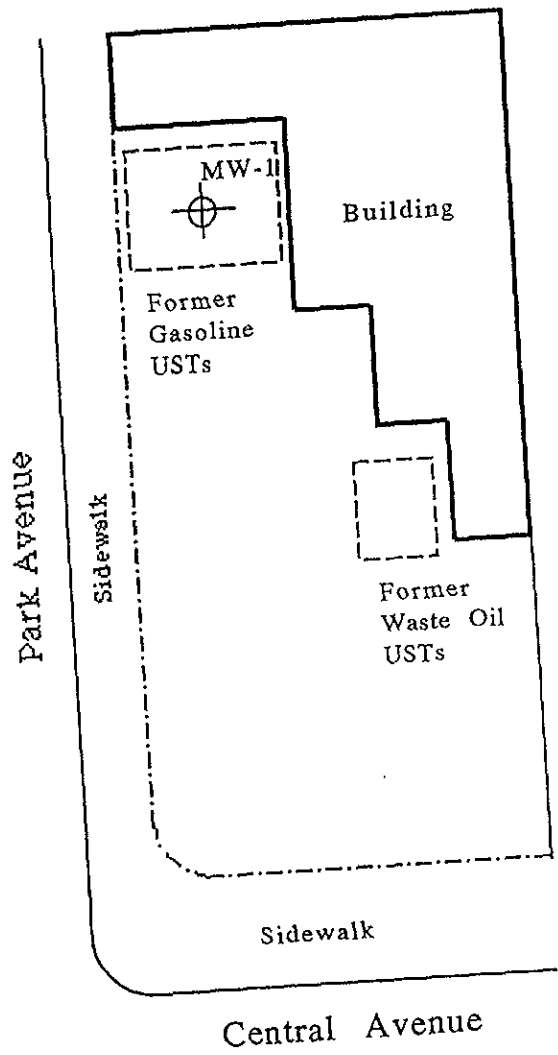 MW-1
Building
Former
Gasoline
USTs
Park Avenue
Sidewalk
Former
Waste Oil
USTs
Sidewalk
Central Avenue